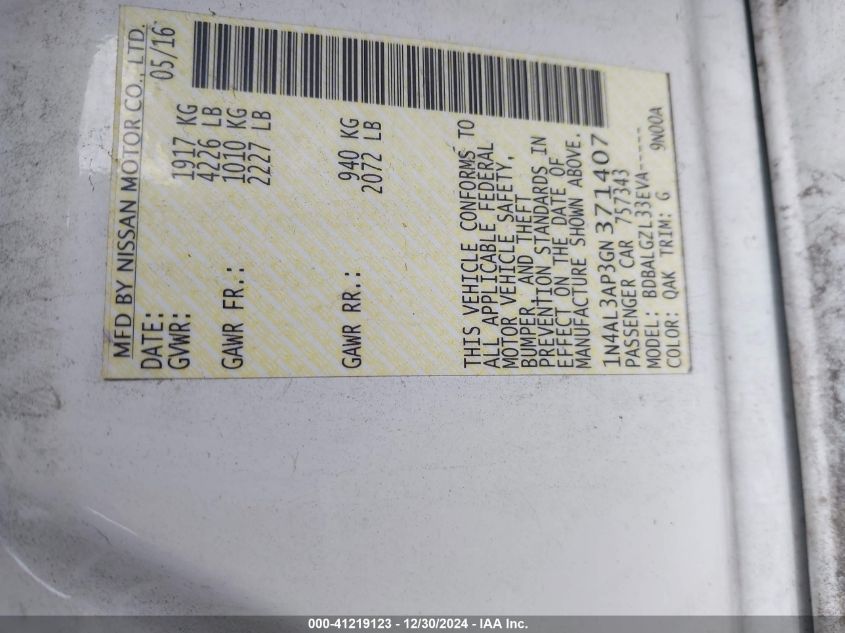 MFD BY NISSAN MOTOR CO., LTD.
DATE: 05/16
GVWR: 1917 KG
4226 LB
GAWR FR.: 1010 KG
2227 LB
GAWR RR.: 940 KG
2072 LB
THIS VEHICLE CONFORMS TO
ALL APPLICABLE FEDERAL
MOTOR VEHICLE SAFETY,
BUMPER, AND THEFT
PREVENTION STANDARDS IN
EFFECT ON THE DATE OF
MANUFACTURE SHOWN ABOVE.
1N4AL3AP3GN371407
PASSENGER CAR 757343
MODEL: BDBALGZL33EVA-----
COLOR: QAK TRIM: G 9N00A
000-41219123 - 12/30/2024 - IAA Inc.